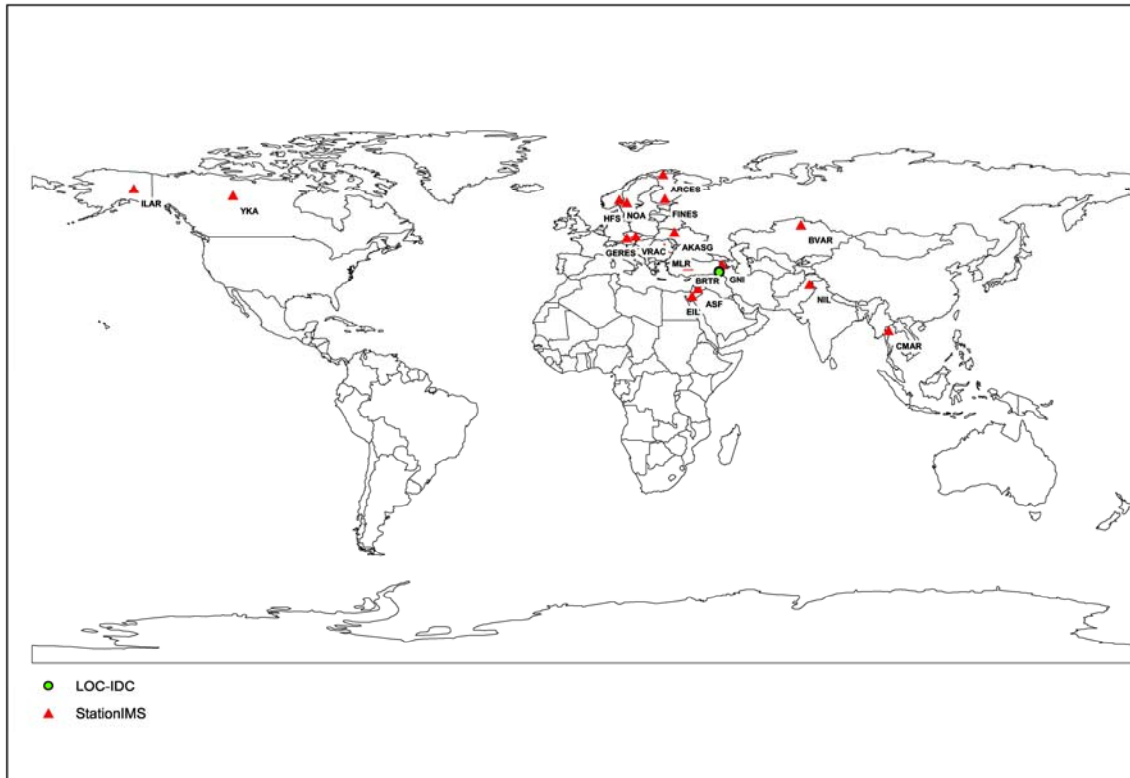 ARCES
ILAR
YKA
HFS
NOA
FINES
BVAR
AKASG
GERES
VRAC
MLR
BRTR
GNI
NIL
ASF
EIL
CMAR
LOC-IDC
StationIMS